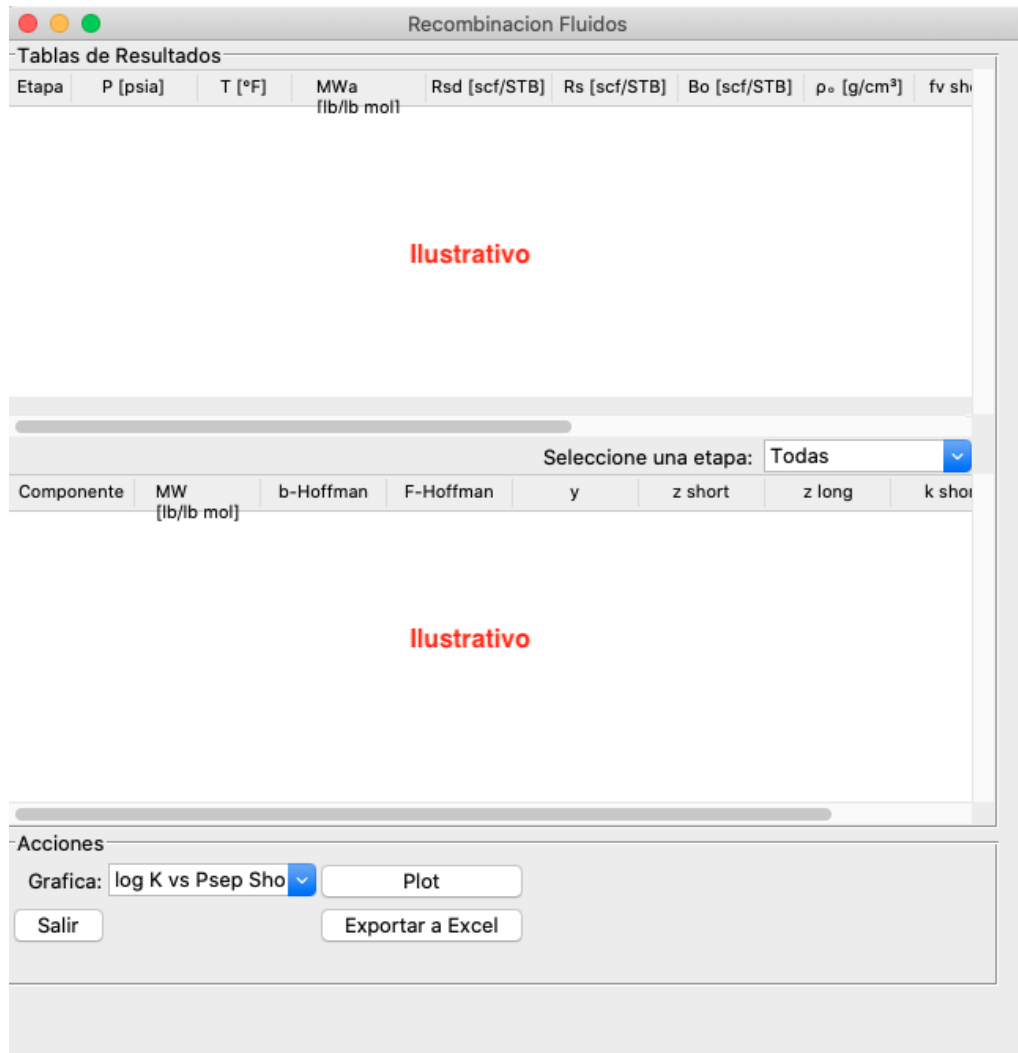 Recombinacion Fluidos
Tablas de Resultados
Etapa P [psia] T [°F] MWa Rsd [scf/STB] Rs [scf/STB] Bo [scf/STB] ρₒ [g/cm³] fv sh
[lb/lb mol]
Ilustrativo
Seleccione una etapa: Todas
Componente MW b-Hoffman F-Hoffman y z short z long k shor
[lb/lb mol]
Ilustrativo
Acciones
Grafica: log K vs Psep Sho Plot
Salir Exportar a Excel